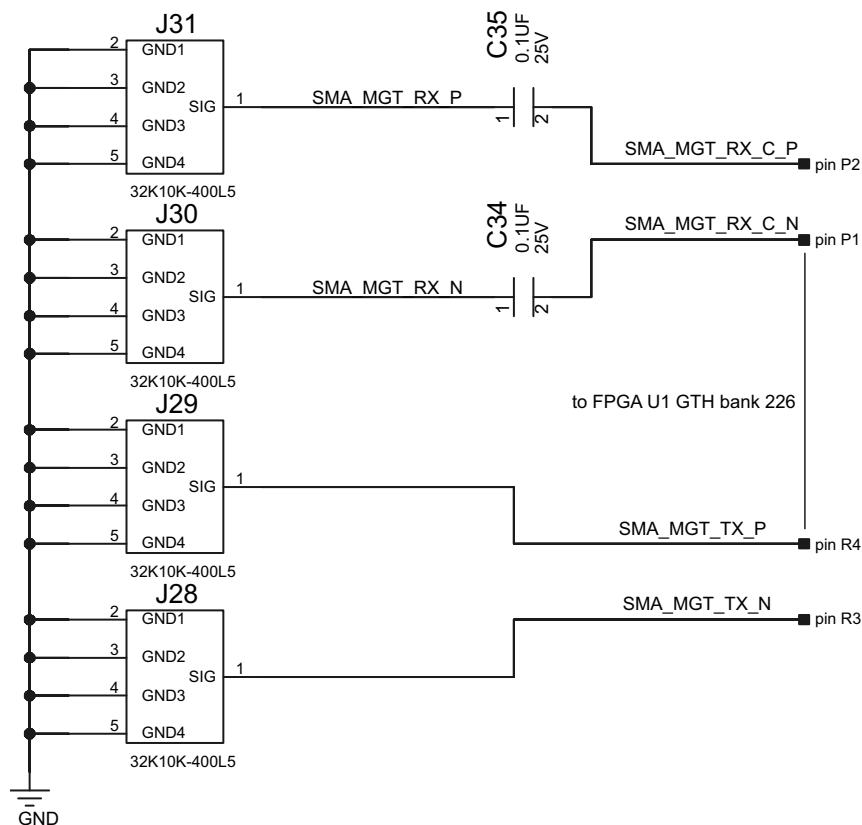 J31
2 GND1
3 GND2
SIG 1
4 GND3
5 GND4
32K10K-400L5
SMA_MGT_RX_P
C35
0.1UF
25V
1 2
SMA_MGT_RX_C_P
pin P2
J30
2 GND1
3 GND2
SIG 1
4 GND3
5 GND4
32K10K-400L5
SMA_MGT_RX_N
C34
0.1UF
25V
1 2
SMA_MGT_RX_C_N
pin P1
to FPGA U1 GTH bank 226
J29
2 GND1
3 GND2
SIG 1
4 GND3
5 GND4
32K10K-400L5
SMA_MGT_TX_P
pin R4
J28
2 GND1
3 GND2
SIG 1
4 GND3
5 GND4
32K10K-400L5
SMA_MGT_TX_N
pin R3
GND